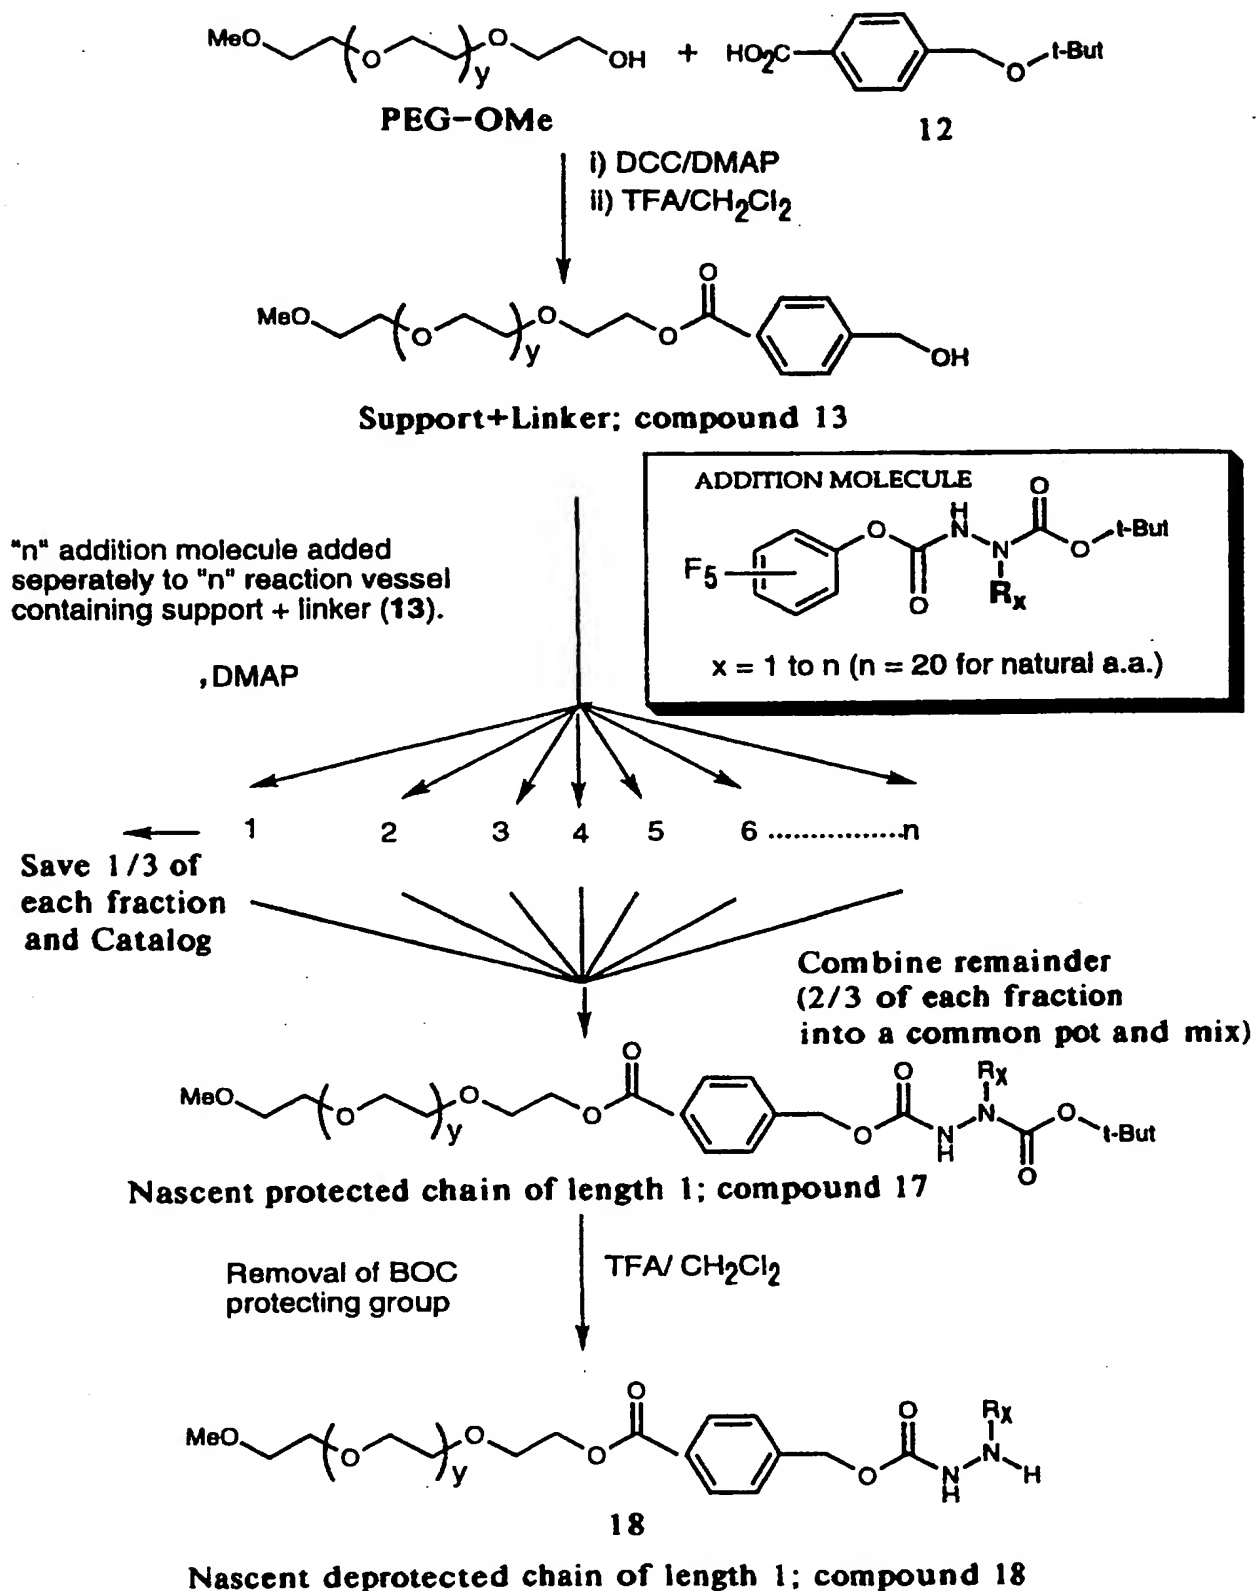 MeO O O OH + HO2C O t-But
y
PEG-OMe 12
i) DCC/DMAP
ii) TFA/CH2Cl2
O
MeO O O O OH
y
Support+Linker; compound 13
ADDITION MOLECULE
F5 O O H N N Rx O O t-But
x = 1 to n (n = 20 for natural a.a.)
"n" addition molecule added
seperately to "n" reaction vessel
containing support + linker (13).
, DMAP
1 2 3 4 5 6 ................n
Save 1/3 of
each fraction
and Catalog
Combine remainder
(2/3 of each fraction
into a common pot and mix)
O O Rx
MeO O O O O N N O t-But
y H O
Nascent protected chain of length 1; compound 17
Removal of BOC
protecting group
TFA/ CH2Cl2
O O Rx
MeO O O O O N N H
y H
18
Nascent deprotected chain of length 1; compound 18